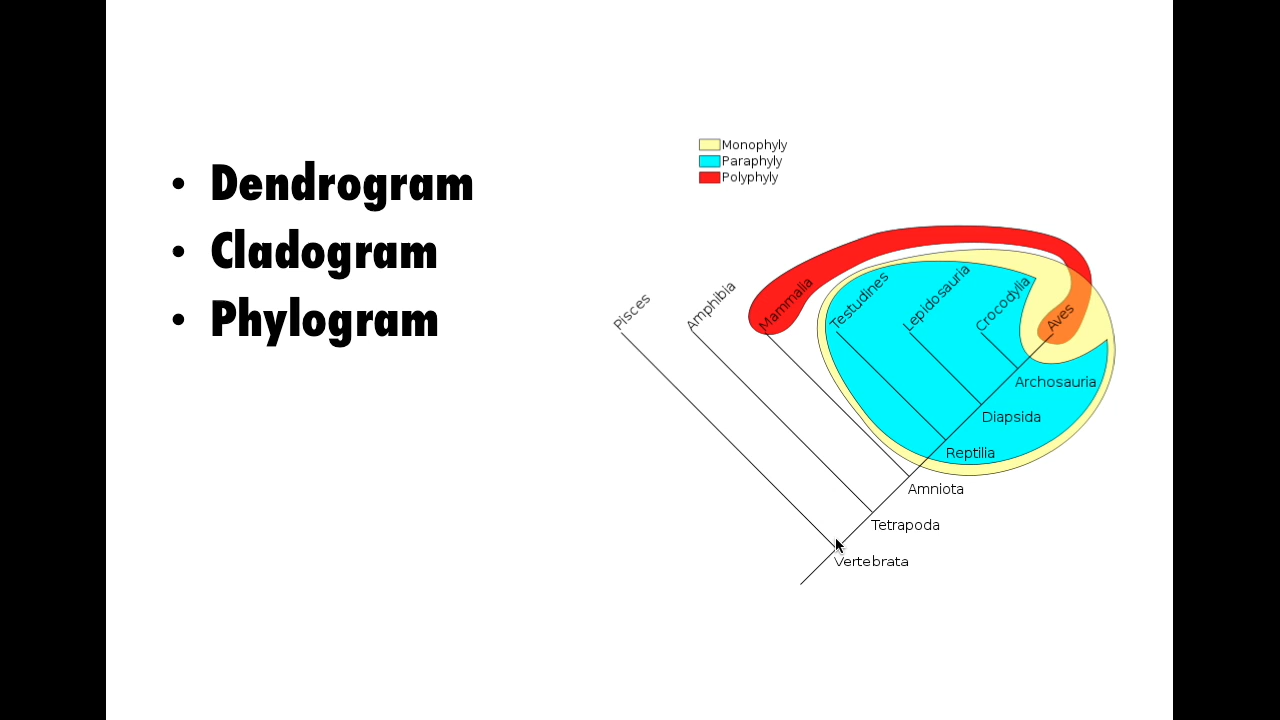 • Dendrogram
• Cladogram
• Phylogram
Monophyly
Paraphyly
Polyphyly
Pisces
Amphibia
Mammalia
Testudines
Lepidosauria
Crocodylia
Aves
Archosauria
Diapsida
Reptilia
Amniota
Tetrapoda
Vertebrata